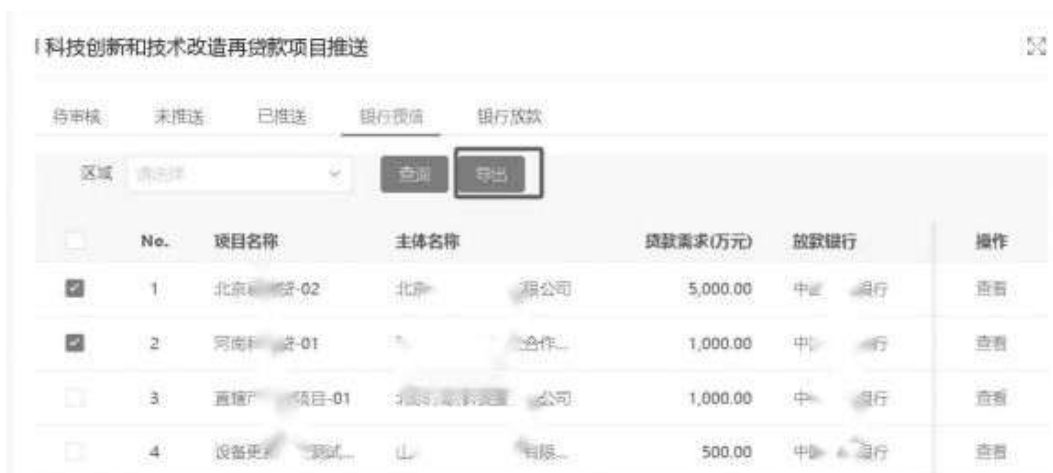 科技创新和技术改造再贷款项目推送
待审核 未推送 已推送 银行授信 银行放款
区域 请选择 查询 导出
No. 项目名称 主体名称 贷款需求(万元) 放款银行 操作
1 北京 -02 北京 限公司 5,000.00 中 银行 查看
2 河南 -01 合作... 1,000.00 中 行 查看
3 直辖 项目-01 公司 1,000.00 中 银行 查看
4 设备更 测试... 山 有限... 500.00 中 银行 查看